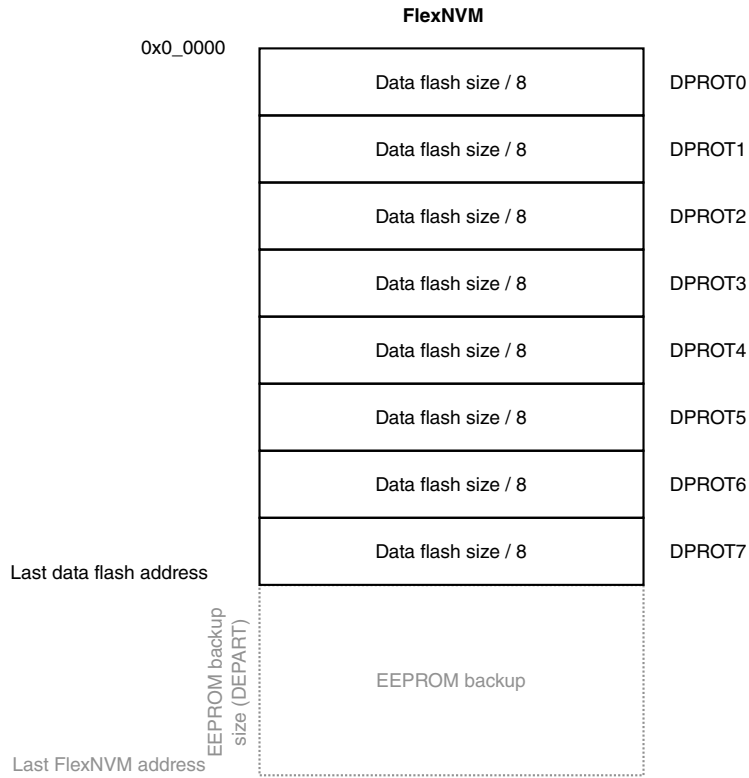 FlexNVM
0x0_0000
Data flash size / 8
DPROT0
Data flash size / 8
DPROT1
Data flash size / 8
DPROT2
Data flash size / 8
DPROT3
Data flash size / 8
DPROT4
Data flash size / 8
DPROT5
Data flash size / 8
DPROT6
Data flash size / 8
DPROT7
Last data flash address
EEPROM backup
size (DEPART)
EEPROM backup
Last FlexNVM address